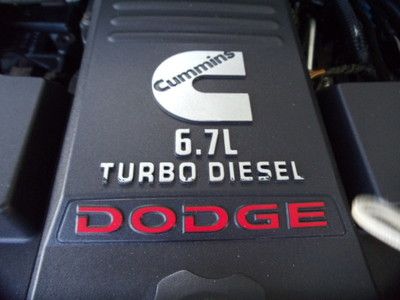 Cummins
6.7L
TURBO DIESEL
DODGE